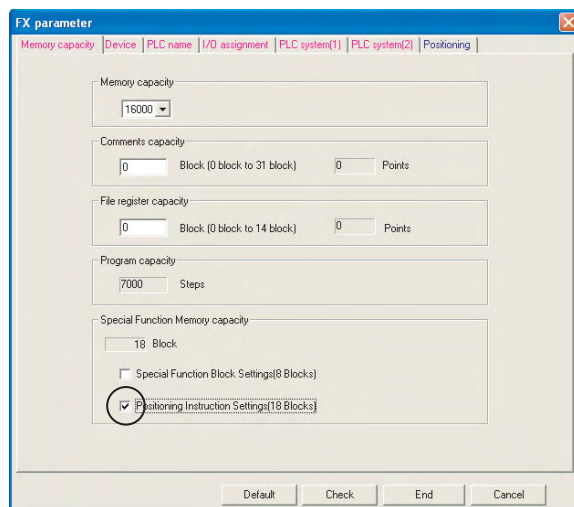 FX parameter
Memory capacity Device PLC name I/O assignment PLC system(1) PLC system(2) Positioning
Memory capacity
16000
Comments capacity
0 Block (0 block to 31 block) 0 Points
File register capacity
0 Block (0 block to 14 block) 0 Points
Program capacity
7000 Steps
Special Function Memory capacity
18 Block
Special Function Block Settings(8 Blocks)
Positioning Instruction Settings(18 Blocks)
Default Check End Cancel